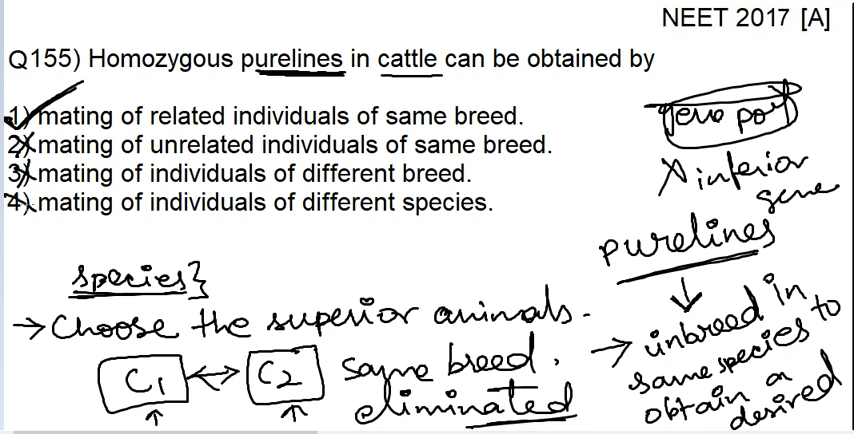 NEET 2017 [A]
Q155) Homozygous purelines in cattle can be obtained by
1) mating of related individuals of same breed.
2) mating of unrelated individuals of same breed.
3) mating of individuals of different breed.
4) mating of individuals of different species.
inferior
gene
purelines
species}
→ Choose the superior animals.
C1 ↔ C2 same breed.
eliminated
→ unbreed in
same species to
obtain a
desired